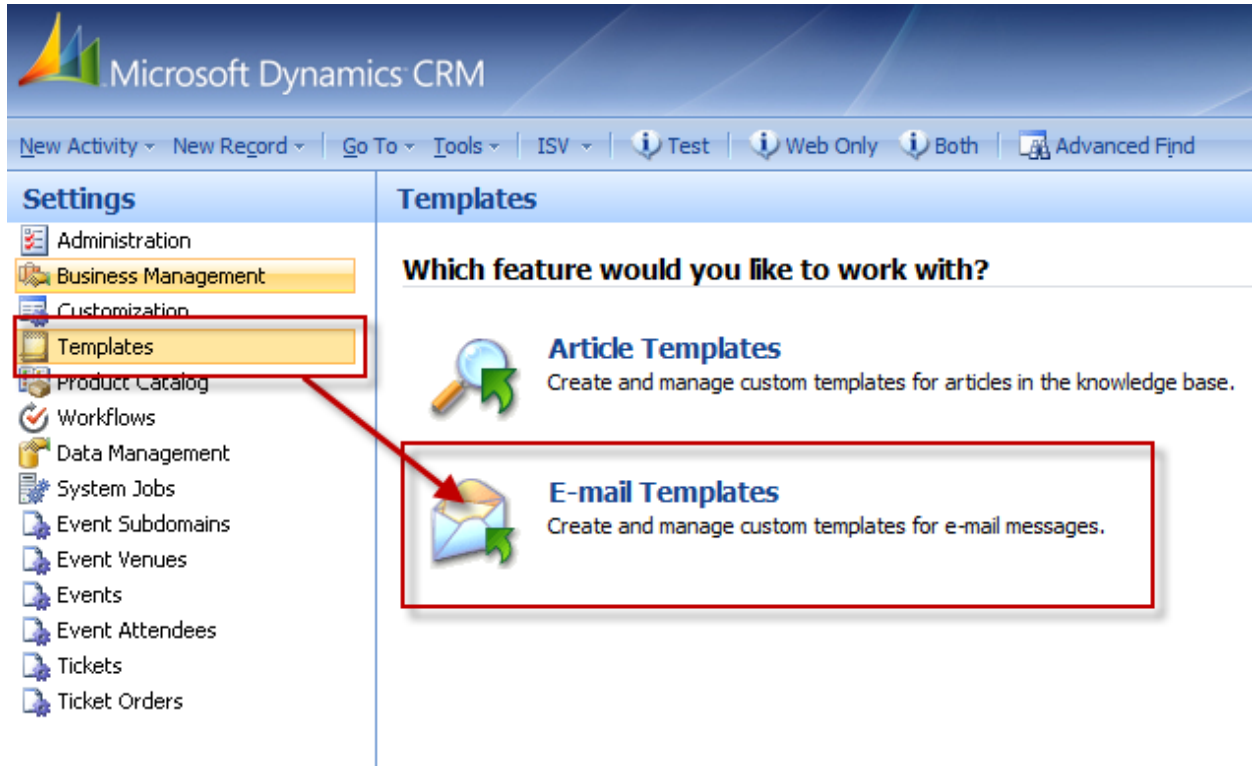 Microsoft Dynamics CRM
New Activity New Record Go To Tools ISV Test Web Only Both Advanced Find
Settings
Administration
Business Management
Customization
Templates
Product Catalog
Workflows
Data Management
System Jobs
Event Subdomains
Event Venues
Events
Event Attendees
Tickets
Ticket Orders
Templates
Which feature would you like to work with?
Article Templates
Create and manage custom templates for articles in the knowledge base.
E-mail Templates
Create and manage custom templates for e-mail messages.